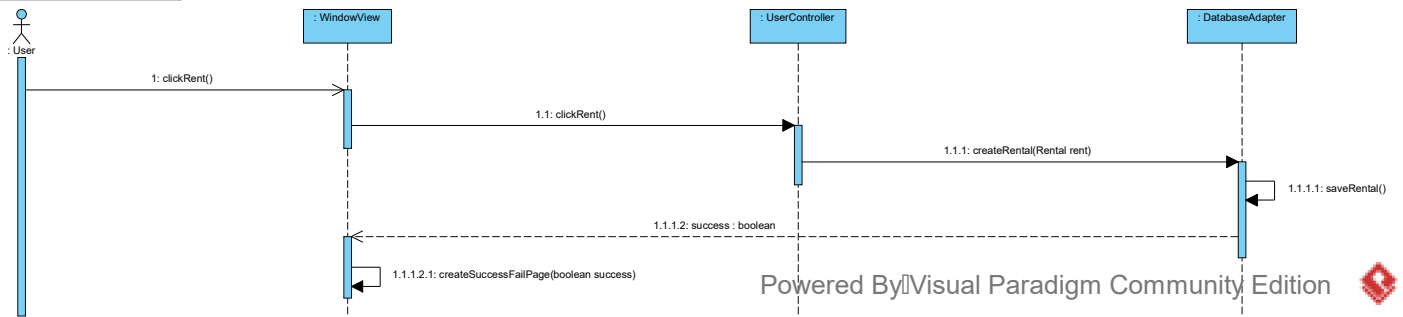 : User
: WindowView
: UserController
: DatabaseAdapter
1: clickRent()
1.1: clickRent()
1.1.1: createRental(Rental rent)
1.1.1.1: saveRental()
1.1.1.2: success : boolean
1.1.1.2.1: createSuccessFailPage(boolean success)
Powered By Visual Paradigm Community Edition